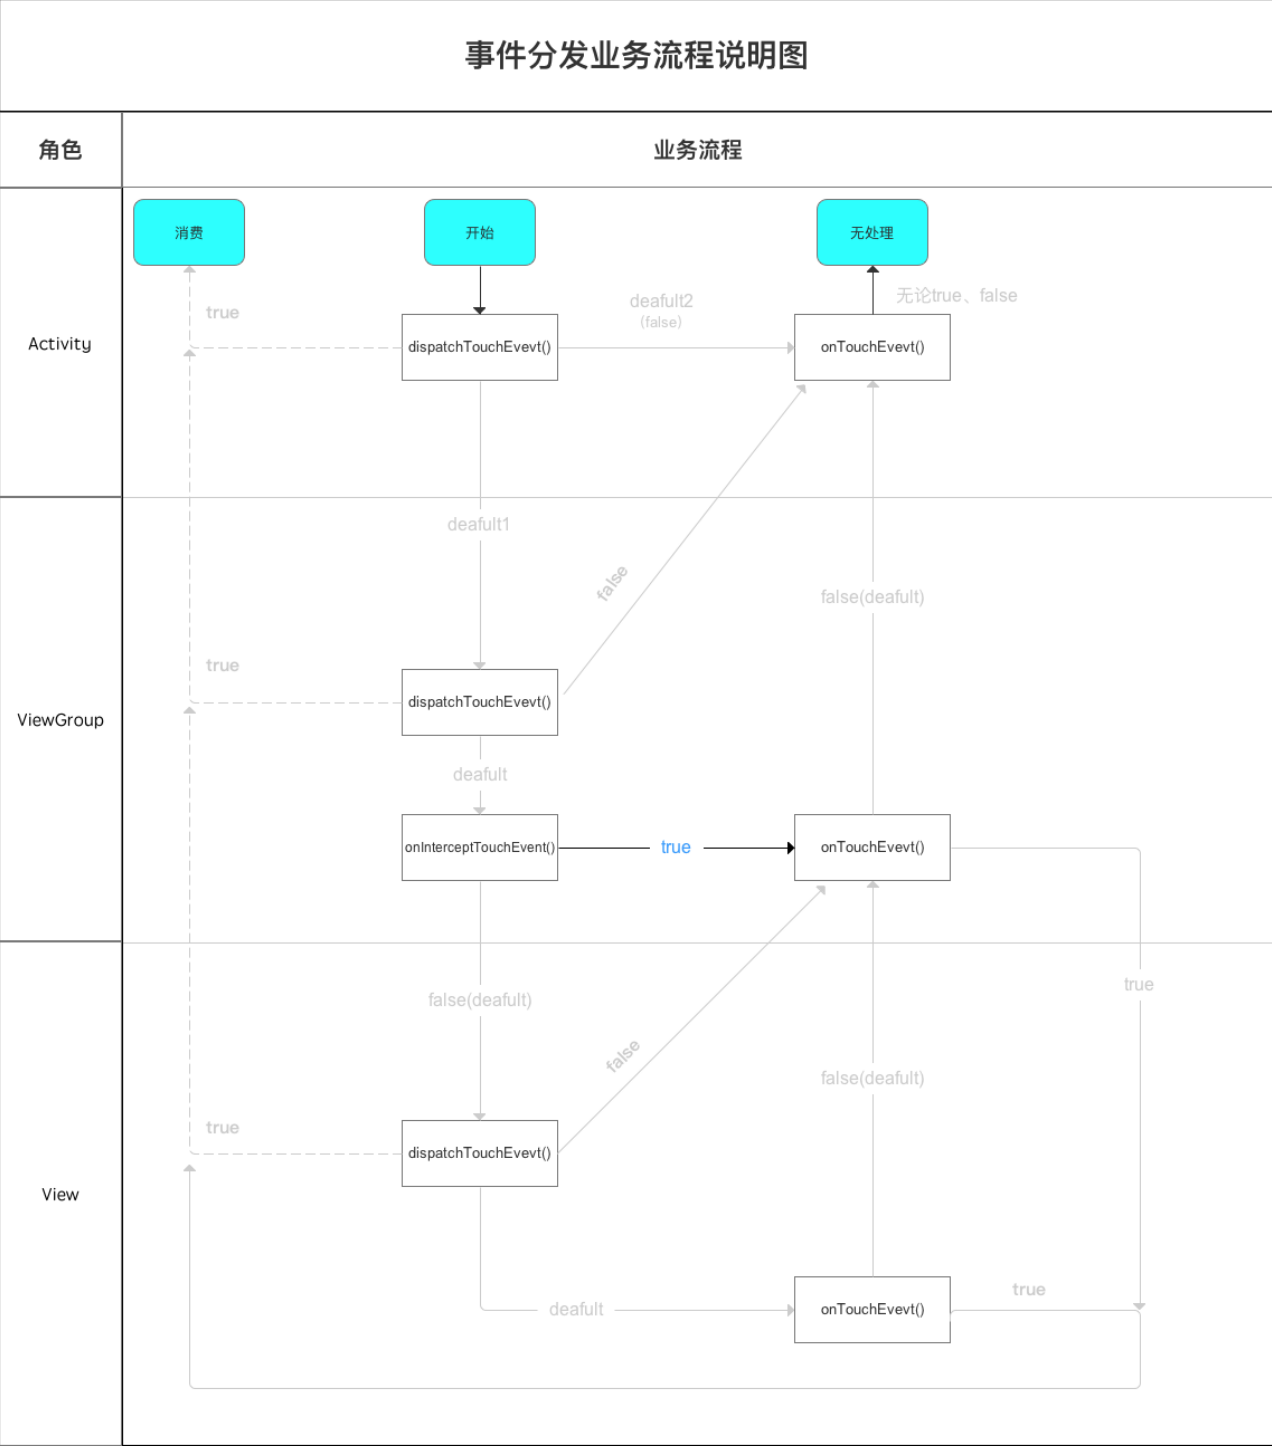 事件分发业务流程说明图
角色
业务流程
消费
开始
无处理
true
deafult2
(false)
无论true、false
Activity
dispatchTouchEvevt()
onTouchEvevt()
deafult1
false
false(deafult)
true
dispatchTouchEvevt()
ViewGroup
deafult
onInterceptTouchEvent()
true
onTouchEvevt()
true
false(deafult)
false
false(deafult)
true
dispatchTouchEvevt()
View
true
deafult
onTouchEvevt()